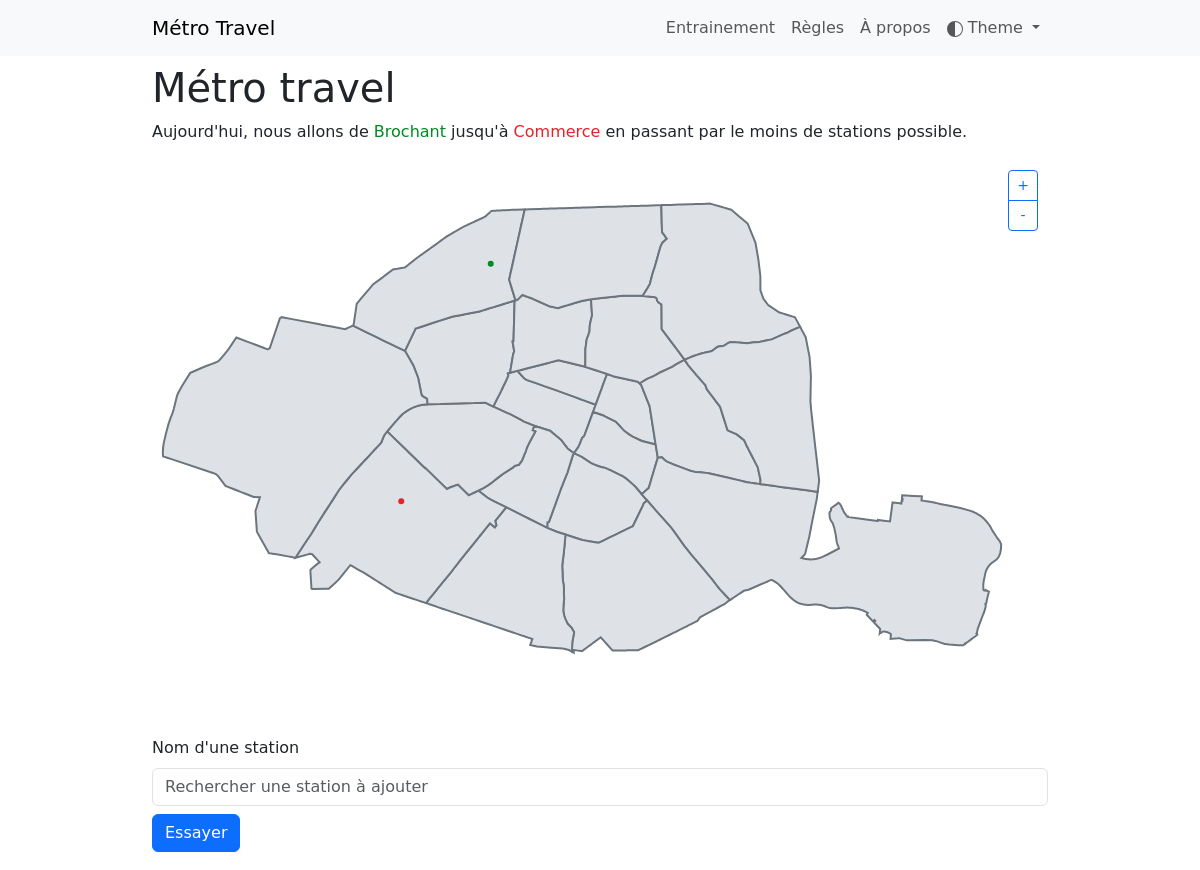 Métro Travel
Entrainement Règles À propos Theme
Métro travel
Aujourd'hui, nous allons de Brochant jusqu'à Commerce en passant par le moins de stations possible.
+
-
Nom d'une station
Rechercher une station à ajouter
Essayer